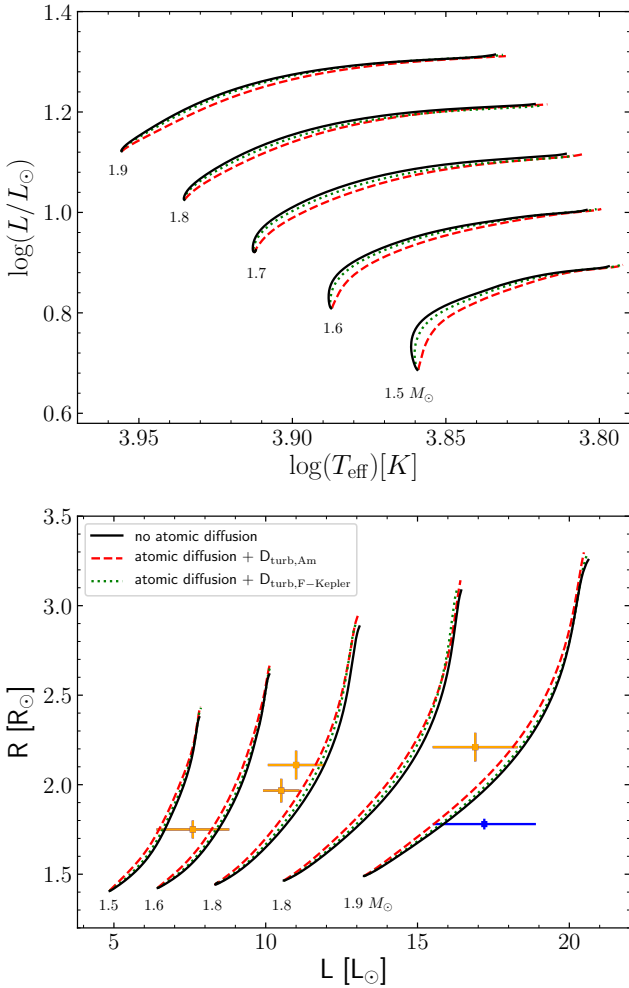 1.4
1.2
1.0
0.8
0.6
log(L/L⊙)
1.9
1.8
1.7
1.6
1.5 M⊙
3.95 3.90 3.85 3.80
log(Teff)[K]
3.5
3.0
2.5
2.0
1.5
R [R⊙]
no atomic diffusion
atomic diffusion + Dturb,Am
atomic diffusion + Dturb,F−Kepler
1.5 1.6 1.8 1.8 1.9 M⊙
5 10 15 20
L [L⊙]